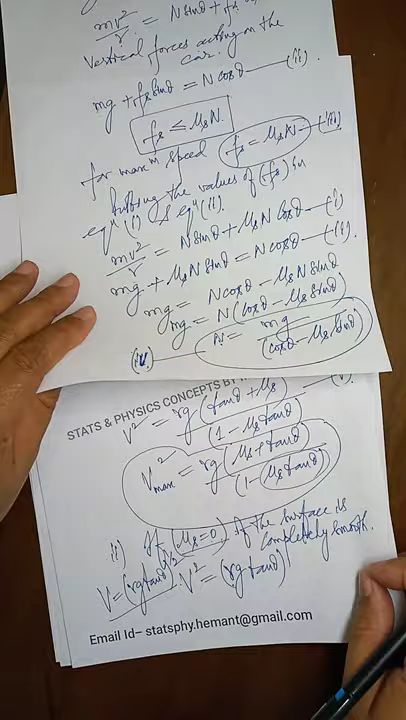 mv²/r = N sinθ + fs
Vertical forces acting on the
car.
mg + fs sinθ = N cosθ —(ii)
fs ≤ μs N.
for maxᵐ speed fs = μs N —(iii)
Putting the values of (fs) in
eqⁿ (i) & eqⁿ (ii).
mv²/r = N sinθ + μs N cosθ —(i)
mg + μs N sinθ = N cosθ —(ii).
mg = N cosθ - μs N sinθ
mg = N (cosθ - μs sinθ)
(iv) — N = mg/(cosθ - μs sinθ)
STATS & PHYSICS CONCEPTS BY
V² = rg (tanθ + μs)/(1 - μs tanθ) —(v).
V²max = rg (μs + tanθ)/(1 - μs tanθ)
ii) If (μs = 0), If the surface is
completely smooth.
V = (rg tanθ)^1/2 V² = (rg tanθ)
Email Id– statsphy.hemant@gmail.com